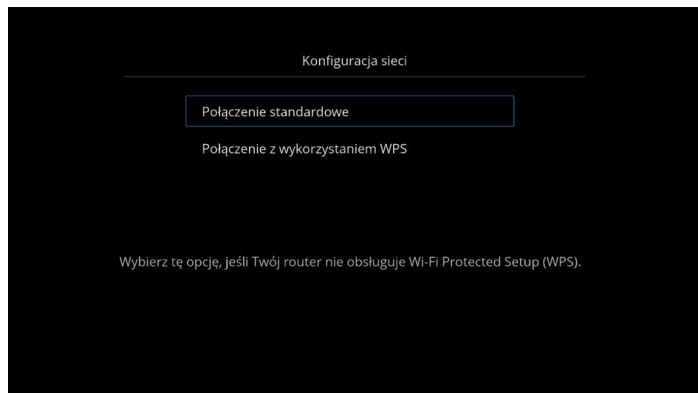 Konfiguracja sieci
Połączenie standardowe
Połączenie z wykorzystaniem WPS
Wybierz tę opcję, jeśli Twój router nie obsługuje Wi-Fi Protected Setup (WPS).